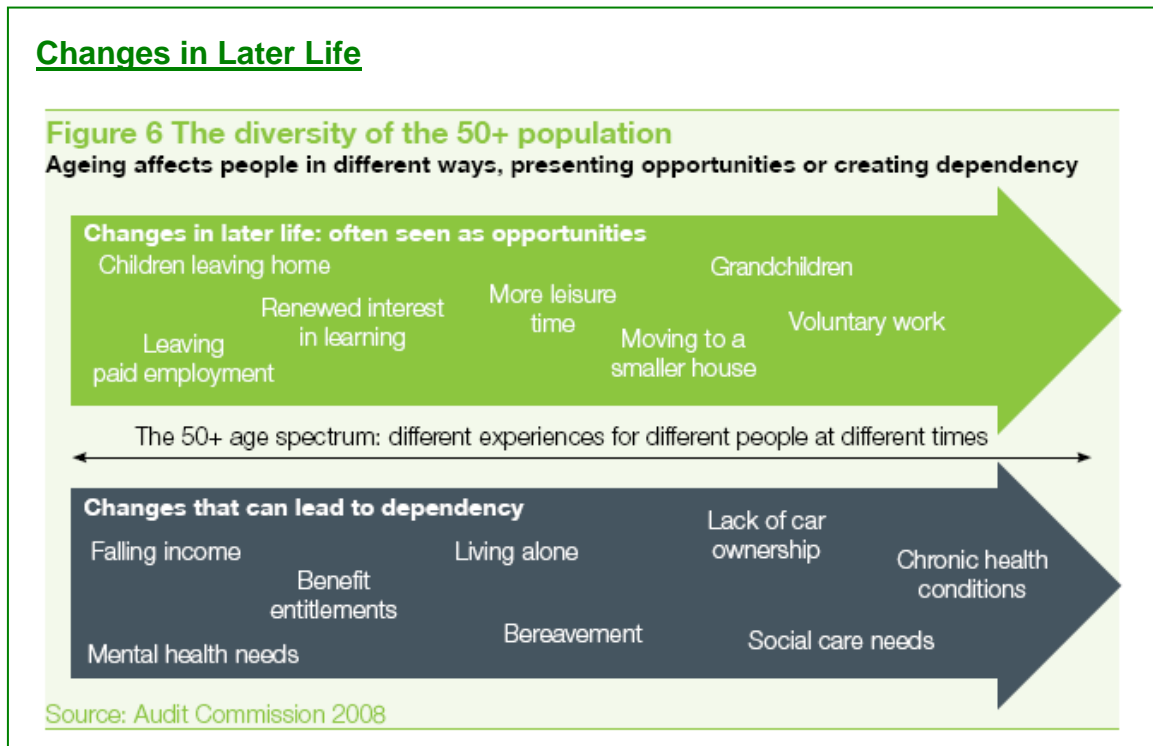 Changes in Later Life
Figure 6 The diversity of the 50+ population
Ageing affects people in different ways, presenting opportunities or creating dependency
Changes in later life: often seen as opportunities
Children leaving home
Grandchildren
Renewed interest
in learning
More leisure
time
Voluntary work
Leaving
paid employment
Moving to a
smaller house
The 50+ age spectrum: different experiences for different people at different times
Changes that can lead to dependency
Falling income
Living alone
Lack of car
ownership
Chronic health
conditions
Benefit
entitlements
Bereavement
Social care needs
Mental health needs
Source: Audit Commission 2008